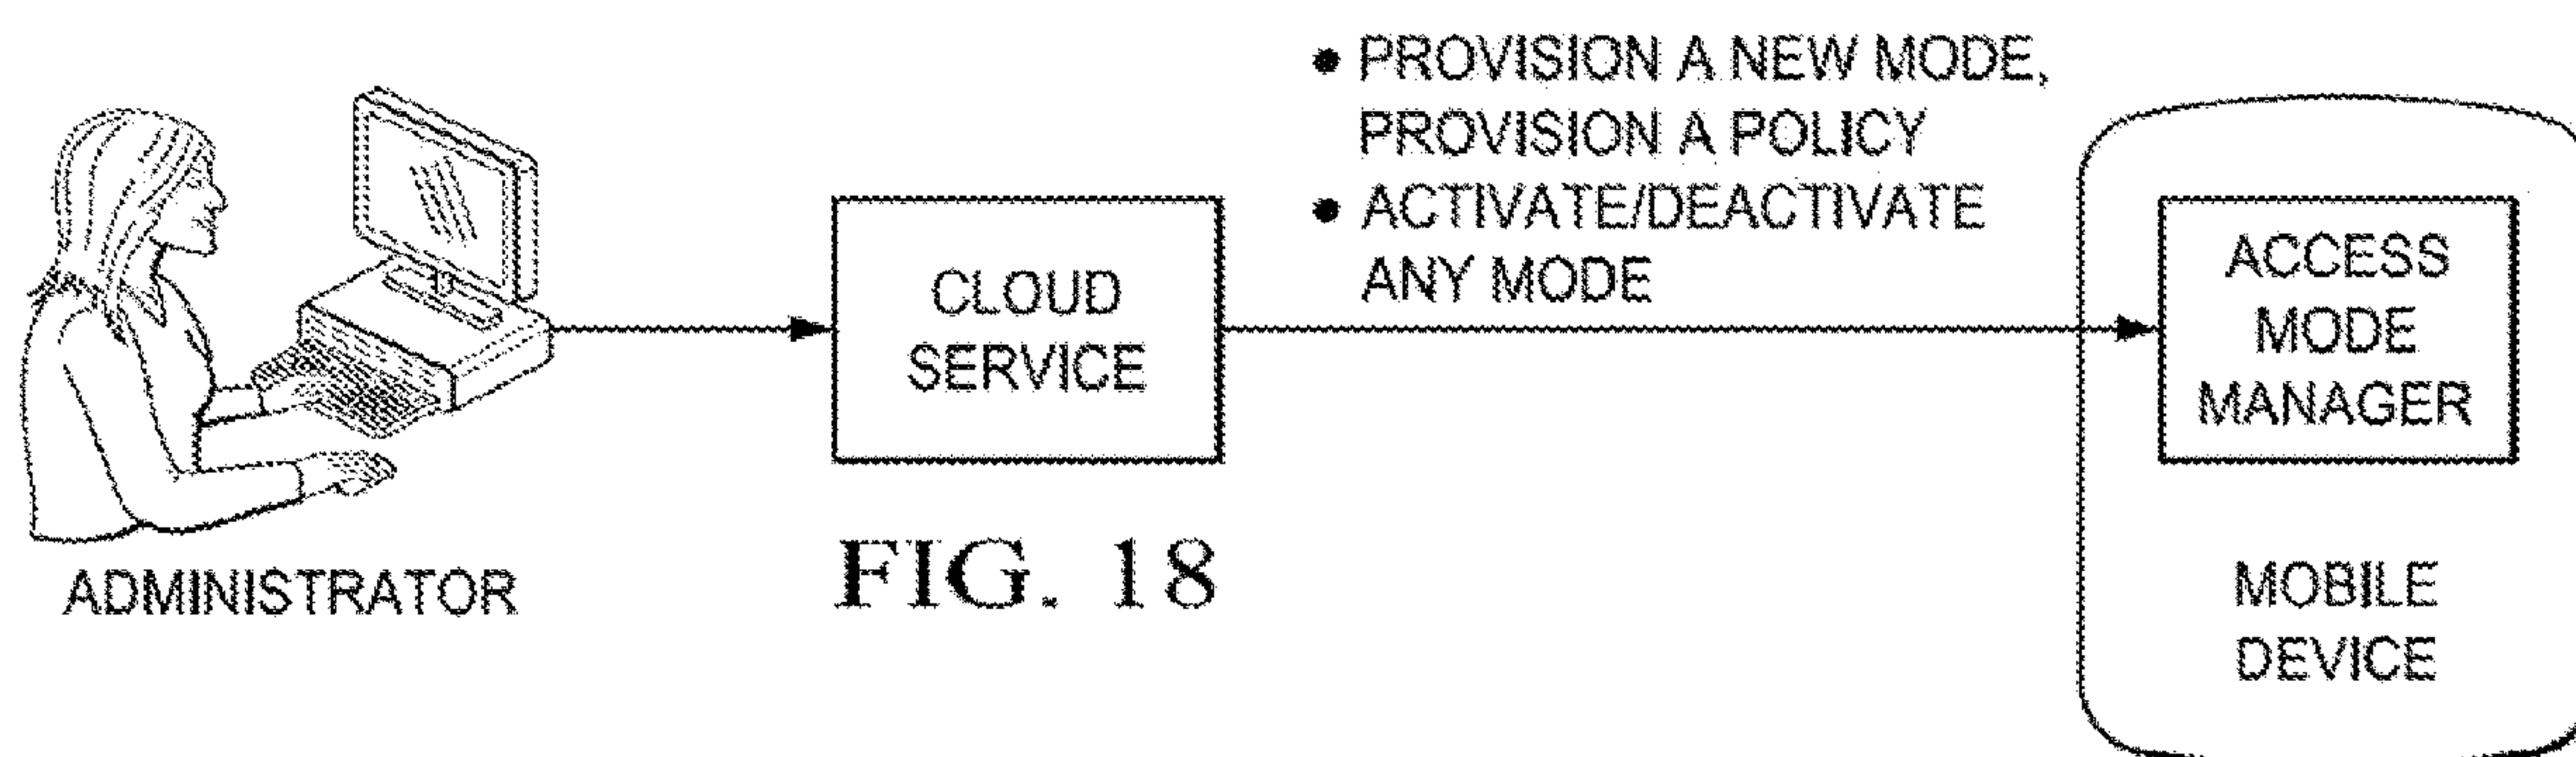 • PROVISION A NEW MODE,
PROVISION A POLICY
• ACTIVATE/DEACTIVATE
ANY MODE
CLOUD
SERVICE
ACCESS
MODE
MANAGER
ADMINISTRATOR
FIG. 18
MOBILE
DEVICE